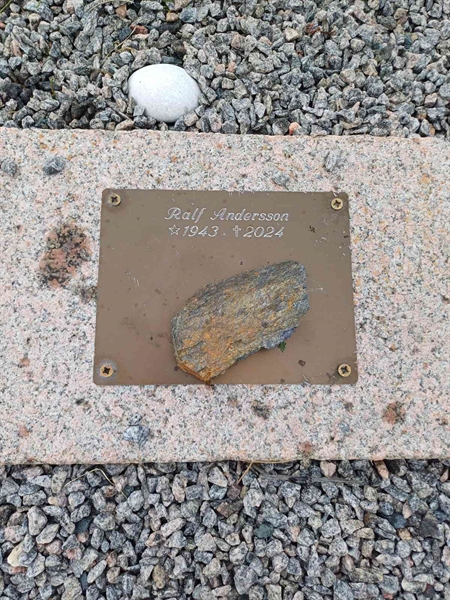 Ralf Andersson
☆1943 . ✝2024